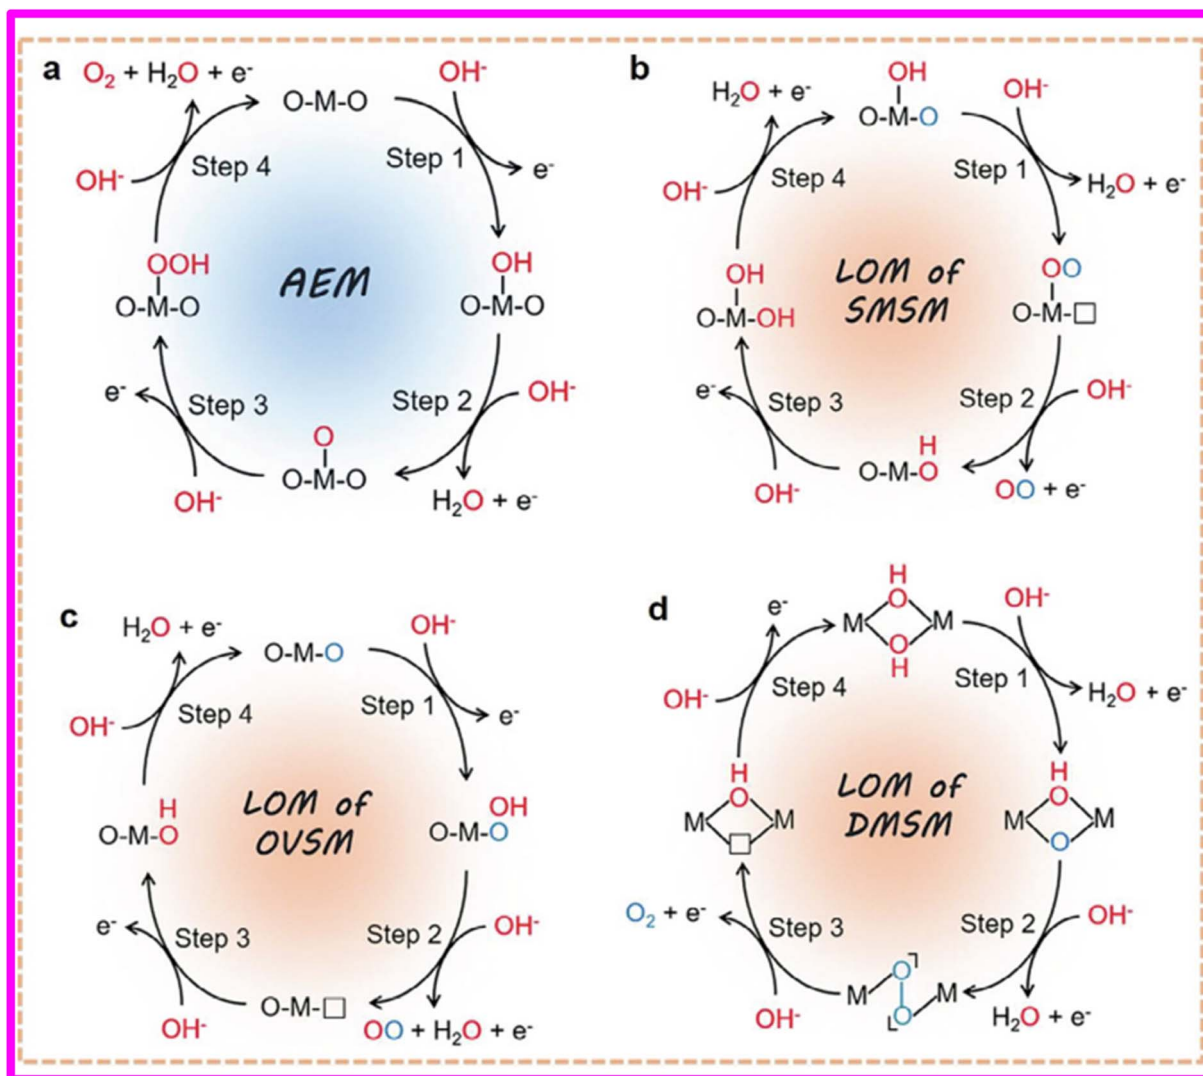 a
O₂ + H₂O + e⁻
O-M-O
OH⁻
Step 4
Step 1
OH⁻
e⁻
OOH
O-M-O
AEM
OH
O-M-O
e⁻
Step 3
Step 2
OH⁻
O
O-M-O
OH⁻
H₂O + e⁻
b
H₂O + e⁻
OH
O-M-O
OH⁻
Step 4
Step 1
OH⁻
H₂O + e⁻
OH
O-M-OH
LOM of
SMSM
OO
O-M-□
e⁻
Step 3
Step 2
OH⁻
H
O-M-O
OH⁻
OO + e⁻
c
H₂O + e⁻
O-M-O
OH⁻
Step 4
Step 1
OH⁻
e⁻
H
O-M-O
LOM of
OVSM
OH
O-M-O
e⁻
Step 3
Step 2
OH⁻
O-M-□
OH⁻
OO + H₂O + e⁻
d
e⁻
H
O
M M
O
H
OH⁻
Step 4
Step 1
OH⁻
H₂O + e⁻
H
O
M M
LOM of
DMSM
H
O
M M
O
O₂ + e⁻
Step 3
Step 2
OH⁻
O
M M
O
OH⁻
H₂O + e⁻